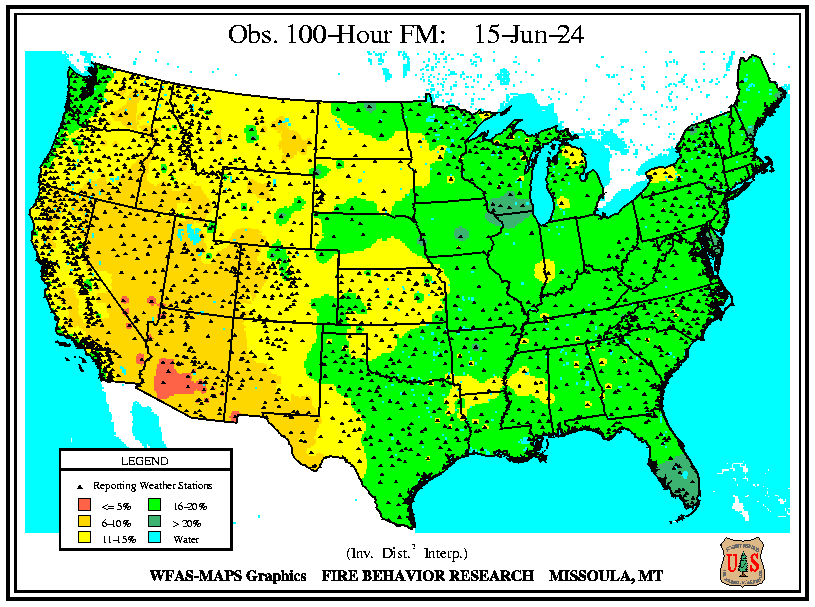 Obs. 100-Hour FM: 15-Jun-24
LEGEND
Reporting Weather Stations
<= 5% 16-20%
6-10% > 20%
11-15% Water
(Inv. Dist.² Interp.)
WFAS-MAPS Graphics FIRE BEHAVIOR RESEARCH MISSOULA, MT
US